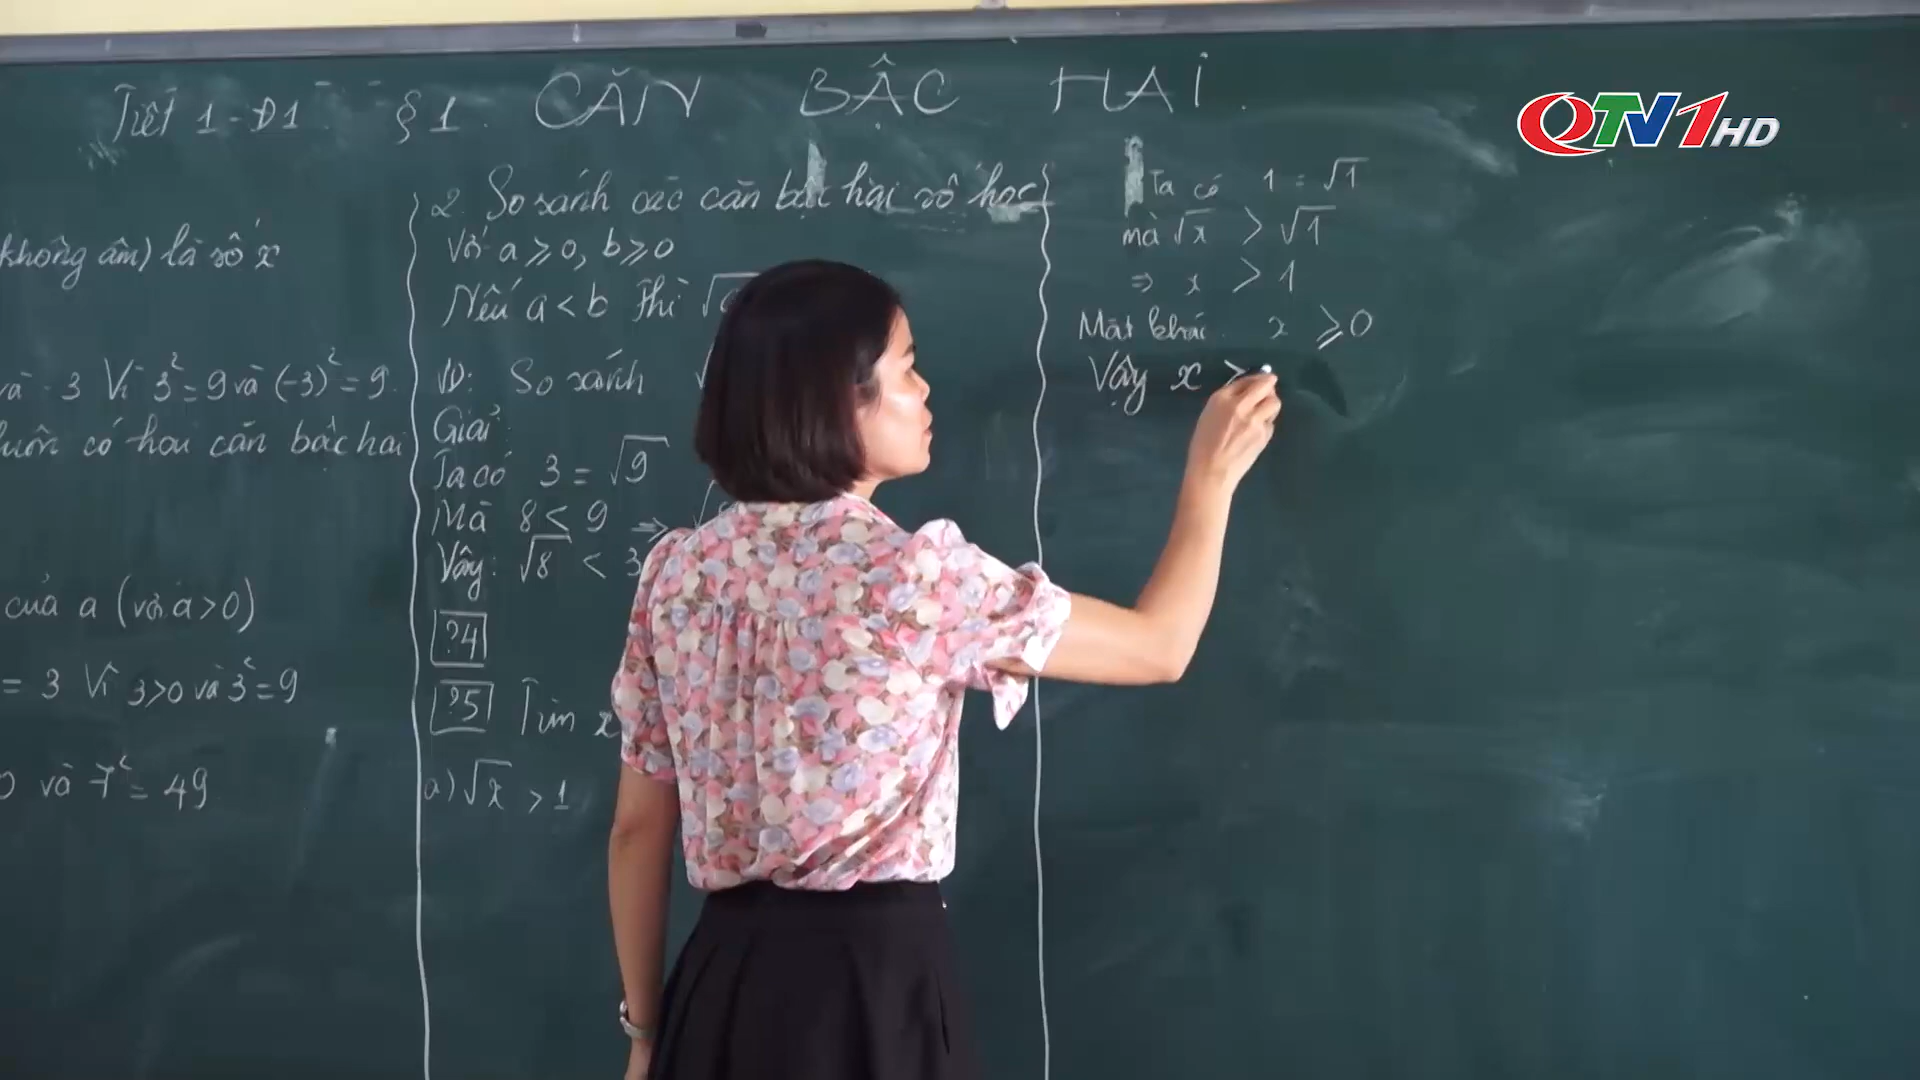 Tiết 1-Đ1 §1. CĂN BẬC HAI.
QTV1 HD
không âm) là số x
và -3 Vì 3²=9 và (-3)²=9.
luôn có hai căn bậc hai
của a (với a>0)
= 3 Vì 3>0 và 3²=9
và 7²= 49
2. So sánh các căn bậc hai số học
Với a ≥ 0, b ≥ 0
Nếu a < b thì √
VD: So sánh
Giải
Ta có 3 = √9
Mà 8 < 9 ⇒ √
Vậy: √8 < 3
?4
?5 Tìm x
a) √x > 1
Ta có 1 = √1
mà √x > √1
⇒ x > 1
Mặt khác x ≥ 0
Vậy x >